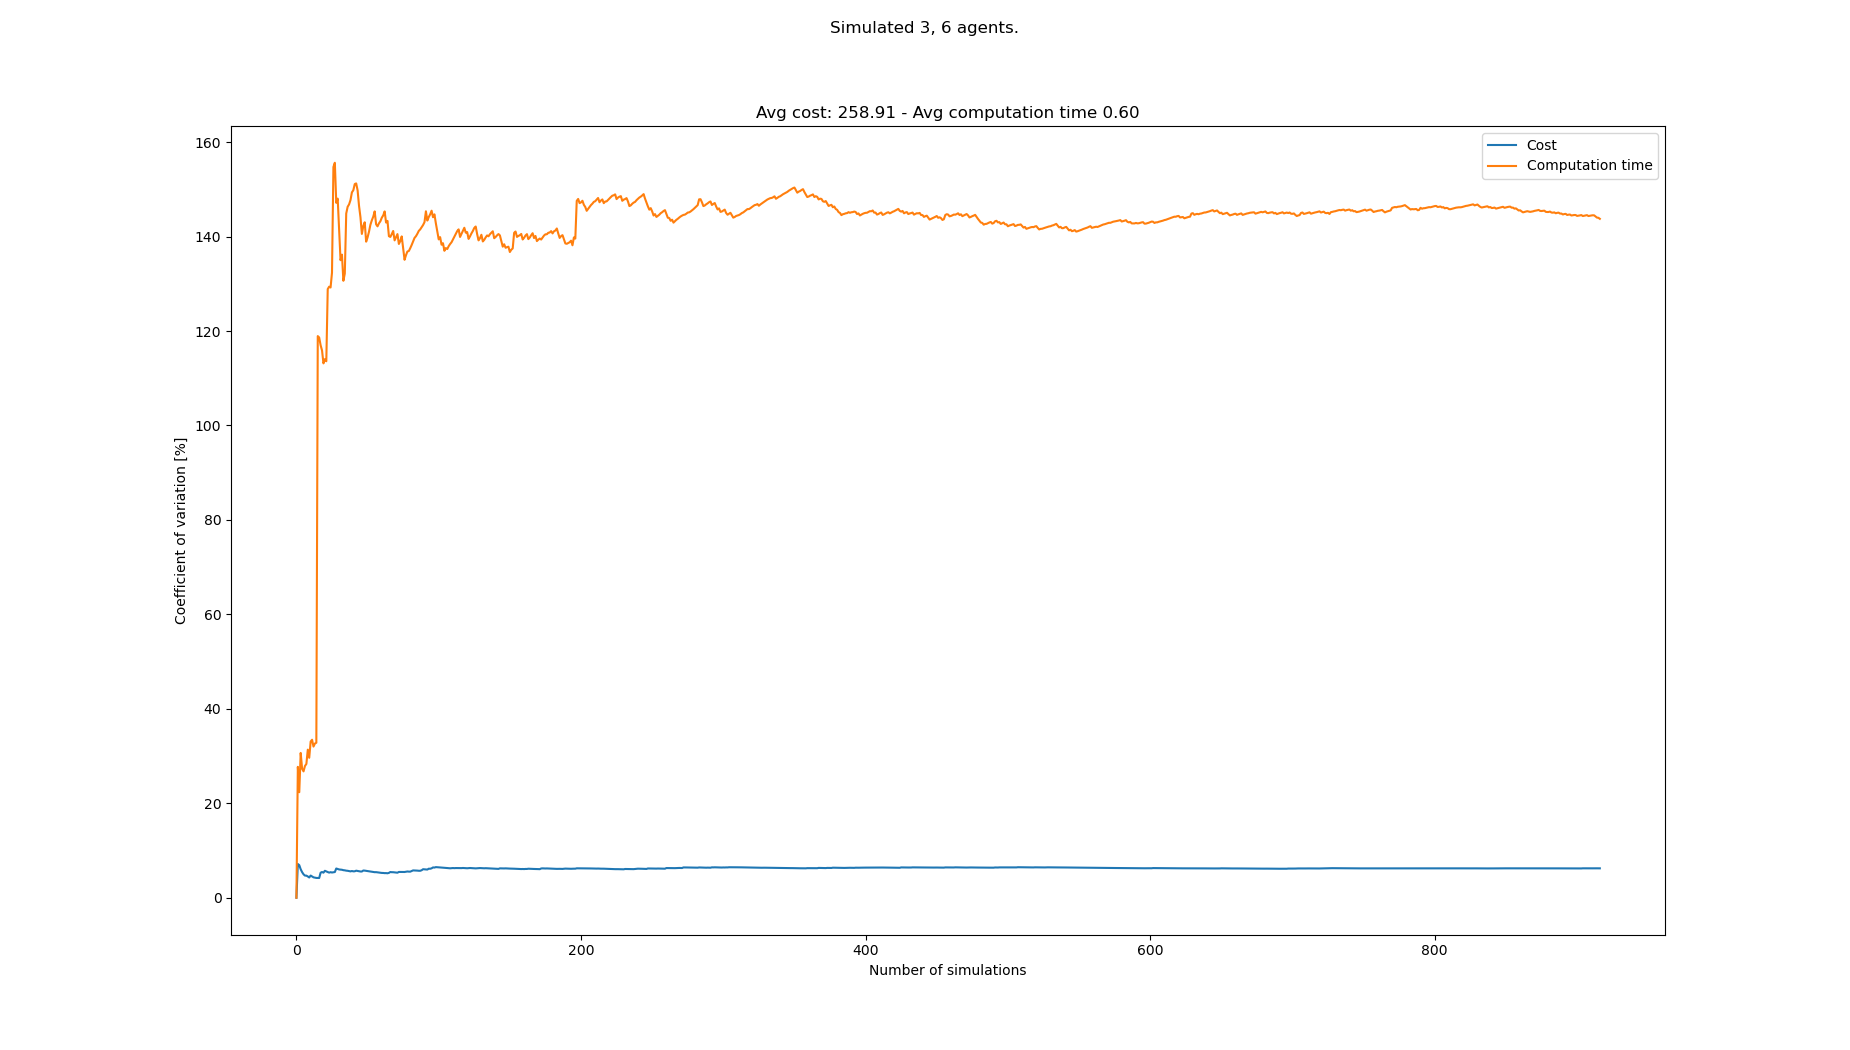 Simulated 3, 6 agents.
Avg cost: 258.91 - Avg computation time 0.60
Cost
Computation time
160
140
120
100
80
60
40
20
0
Coefficient of variation [%]
0 200 400 600 800
Number of simulations